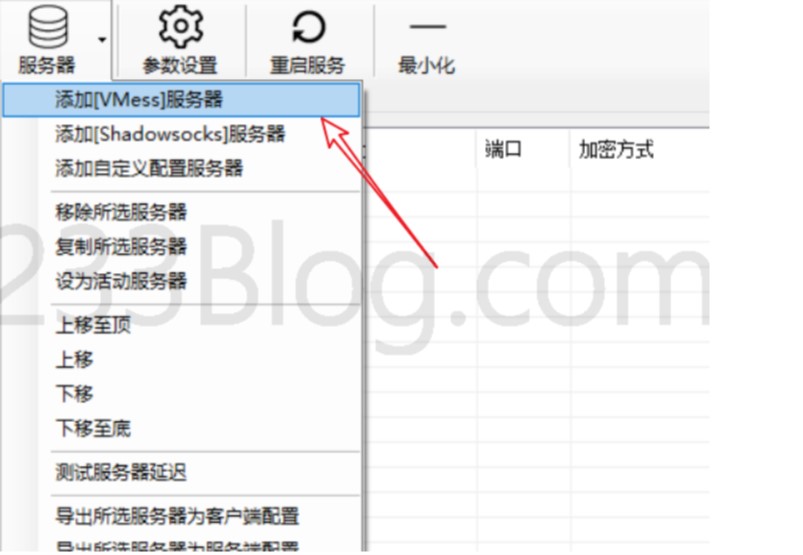 服务器
参数设置
重启服务
最小化
添加[VMess]服务器
添加[Shadowsocks]服务器
端口
加密方式
添加自定义配置服务器
移除所选服务器
复制所选服务器
设为活动服务器
233Blog.com
上移至顶
上移
下移
下移至底
测试服务器延迟
导出所选服务器为客户端配置
导出所选服务器为服务端配置